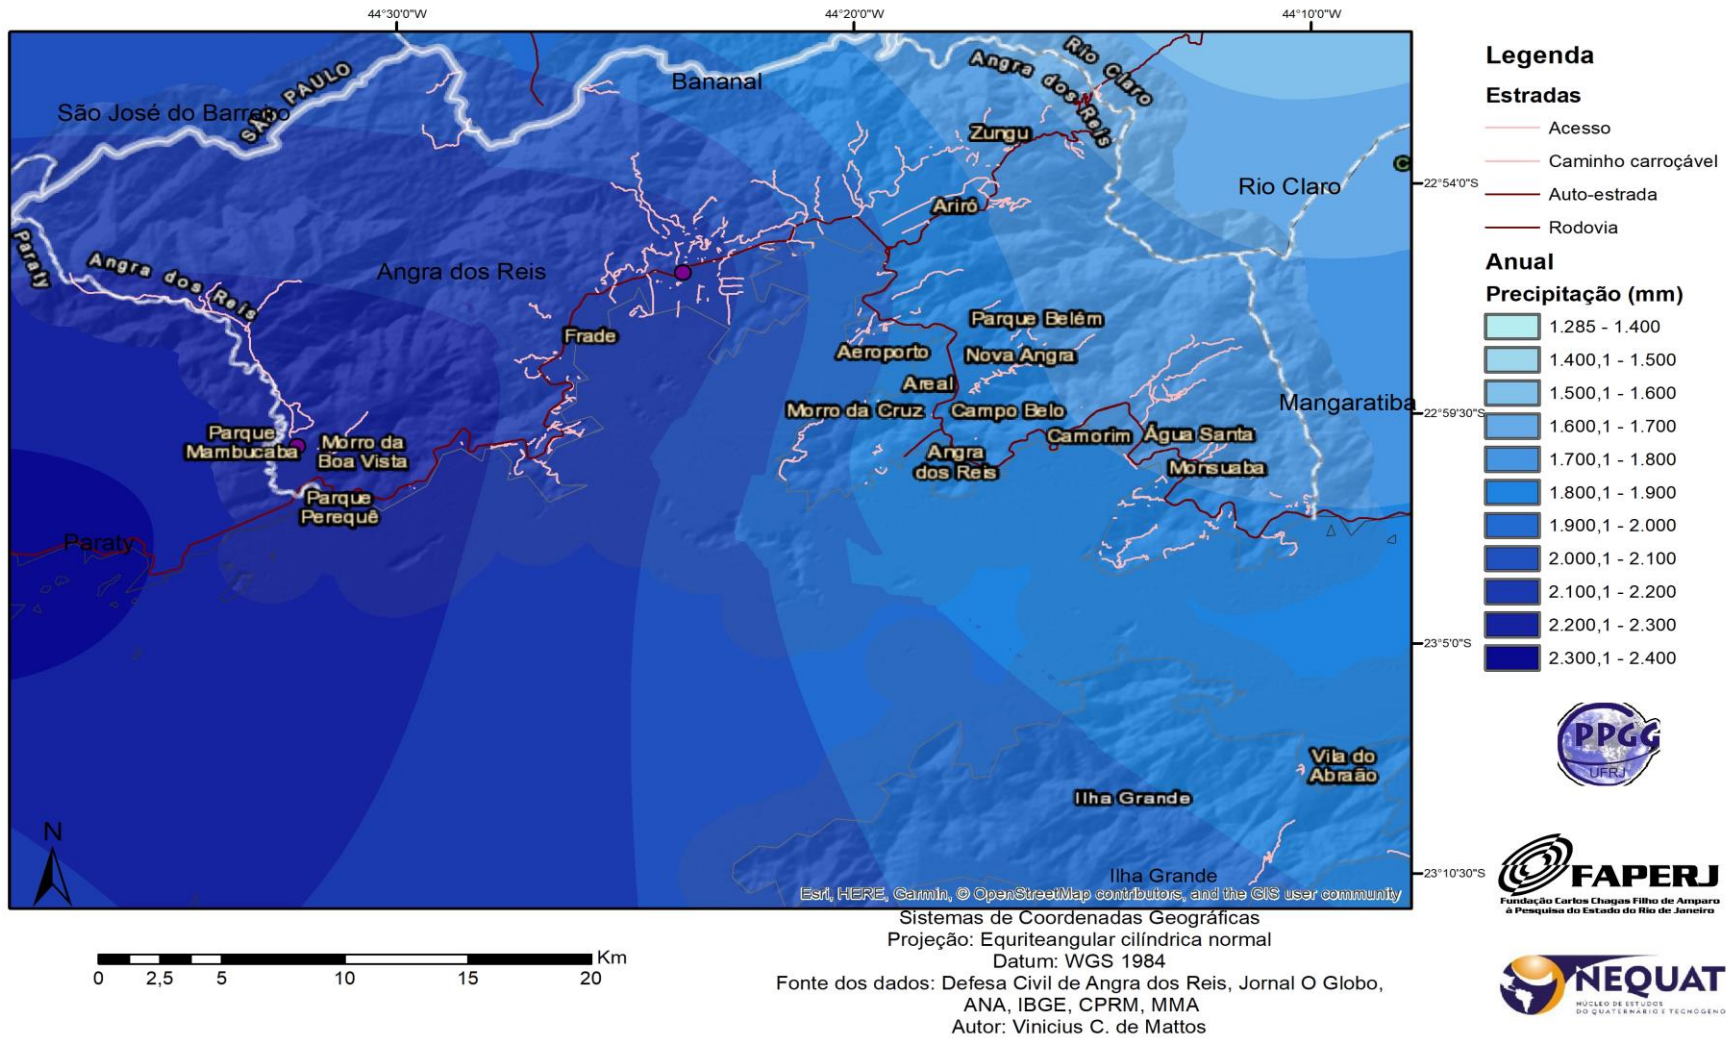 44°30'0"W
44°20'0"W
44°10'0"W
SÃO PAULO
São José do Barreiro
Bananal
Rio Claro
Angra dos Reis
Zungu
C
22°54'0"S
Rio Claro
Ariró
Paraty
Angra dos Reis
Angra dos Reis
Parque Belém
Frade
Aeroporto
Nova Angra
Areal
Morro da Cruz
Campo Belo
Mangaratiba
22°59'30"S
Parque
Mambucaba
Morro da
Boa Vista
Angra
dos Reis
Camorim
Água Santa
Monsuaba
Parque
Perequê
Paraty
23°5'0"S
Vila do
Abraão
Ilha Grande
Ilha Grande
23°10'30"S
N
Esri, HERE, Garmin, © OpenStreetMap contributors, and the GIS user community
0 2,5 5 10 15 20 Km
Sistemas de Coordenadas Geográficas
Projeção: Equriteangular cilíndrica normal
Datum: WGS 1984
Fonte dos dados: Defesa Civil de Angra dos Reis, Jornal O Globo,
ANA, IBGE, CPRM, MMA
Autor: Vinicius C. de Mattos
Legenda
Estradas
Acesso
Caminho carroçável
Auto-estrada
Rodovia
Anual
Precipitação (mm)
1.285 - 1.400
1.400,1 - 1.500
1.500,1 - 1.600
1.600,1 - 1.700
1.700,1 - 1.800
1.800,1 - 1.900
1.900,1 - 2.000
2.000,1 - 2.100
2.100,1 - 2.200
2.200,1 - 2.300
2.300,1 - 2.400
PPGG
UFRJ
FAPERJ
Fundação Carlos Chagas Filho de Amparo
à Pesquisa do Estado do Rio de Janeiro
NEQUAT
NÚCLEO DE ESTUDOS
DO QUATERNÁRIO E TECNÓGENO